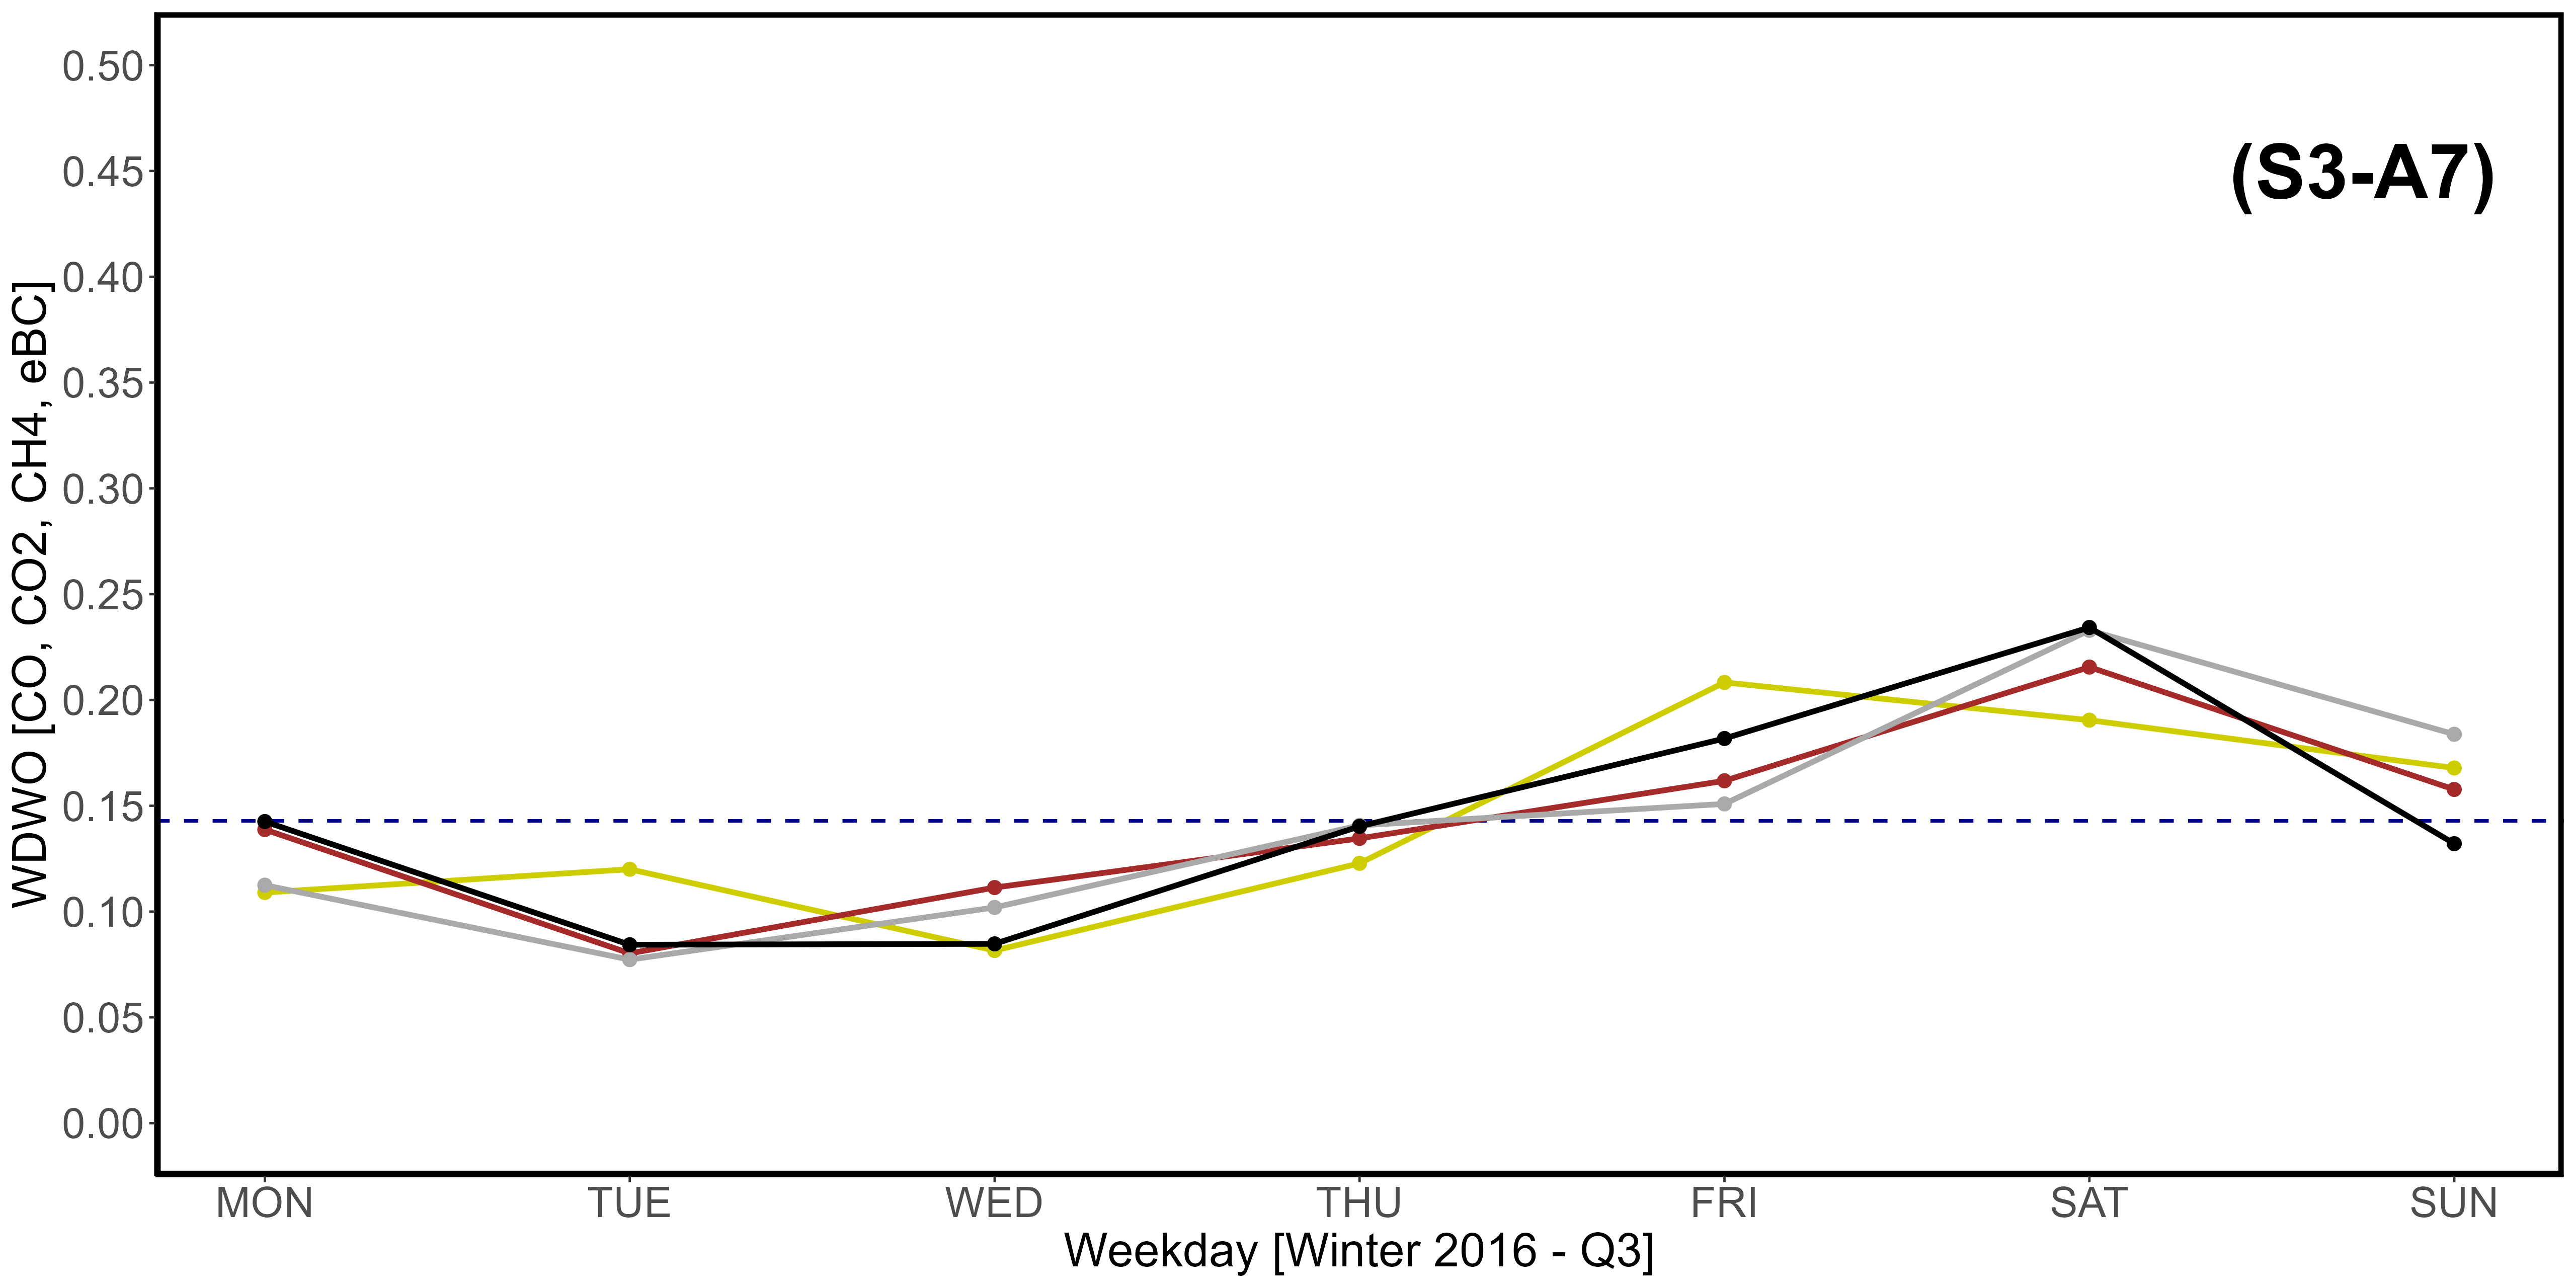 (S3-A7)
WDWO [CO, CO2, CH4, eBC]
0.50
0.45
0.40
0.35
0.30
0.25
0.20
0.15
0.10
0.05
0.00
MON TUE WED THU FRI SAT SUN
Weekday [Winter 2016 - Q3]